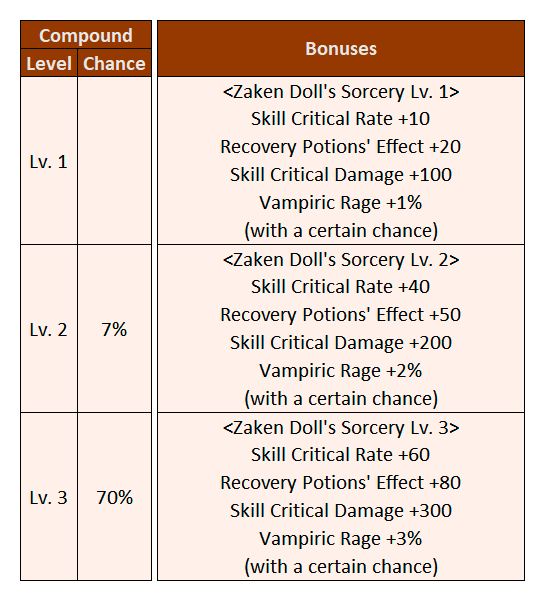 Compound
Bonuses
Level Chance
<Zaken Doll's Sorcery Lv. 1>
Skill Critical Rate +10
Recovery Potions' Effect +20
Lv. 1
Skill Critical Damage +100
Vampiric Rage +1%
(with a certain chance)
<Zaken Doll's Sorcery Lv. 2>
Skill Critical Rate +40
Recovery Potions' Effect +50
Lv. 2 7%
Skill Critical Damage +200
Vampiric Rage +2%
(with a certain chance)
<Zaken Doll's Sorcery Lv. 3>
Skill Critical Rate +60
Recovery Potions' Effect +80
Lv. 3 70%
Skill Critical Damage +300
Vampiric Rage +3%
(with a certain chance)